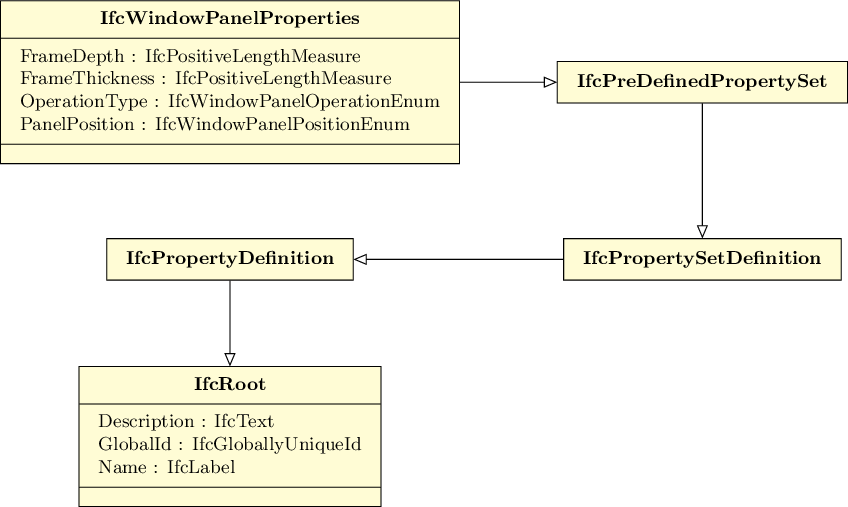 IfcWindowPanelProperties
FrameDepth : IfcPositiveLengthMeasure
FrameThickness : IfcPositiveLengthMeasure
OperationType : IfcWindowPanelOperationEnum
PanelPosition : IfcWindowPanelPositionEnum
IfcPreDefinedPropertySet
IfcPropertyDefinition
IfcPropertySetDefinition
IfcRoot
Description : IfcText
GlobalId : IfcGloballyUniqueId
Name : IfcLabel